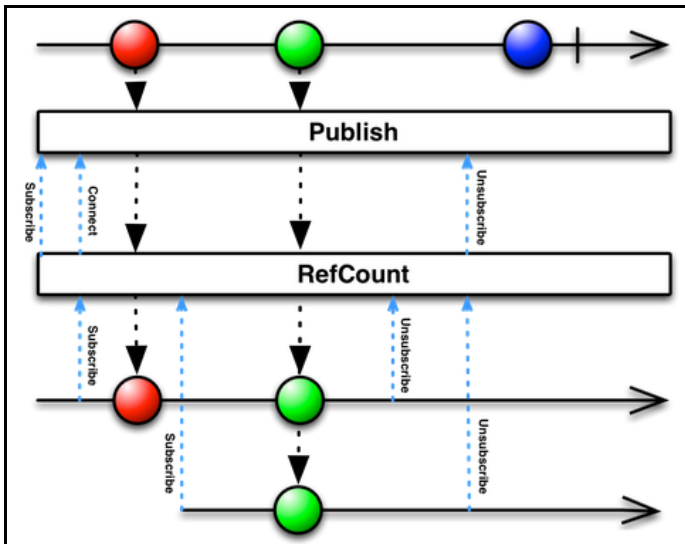 Publish
Subscribe
Connect
Unsubscribe
RefCount
Subscribe
Unsubscribe
Subscribe
Unsubscribe